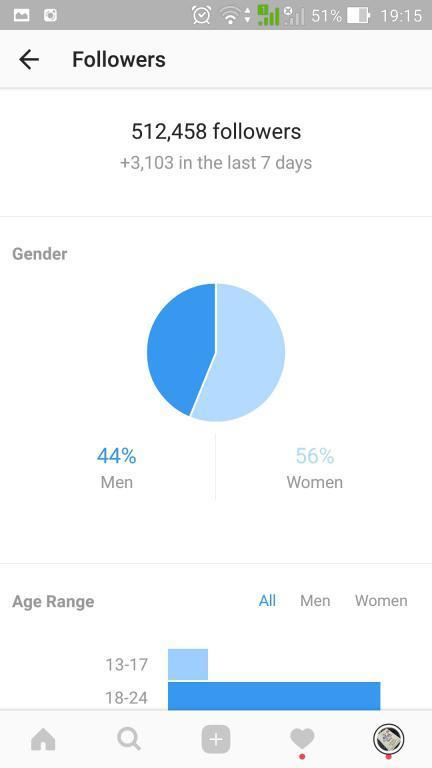 51% 19:15
Followers
512,458 followers
+3,103 in the last 7 days
Gender
44% 56%
Men Women
Age Range All Men Women
13-17
18-24